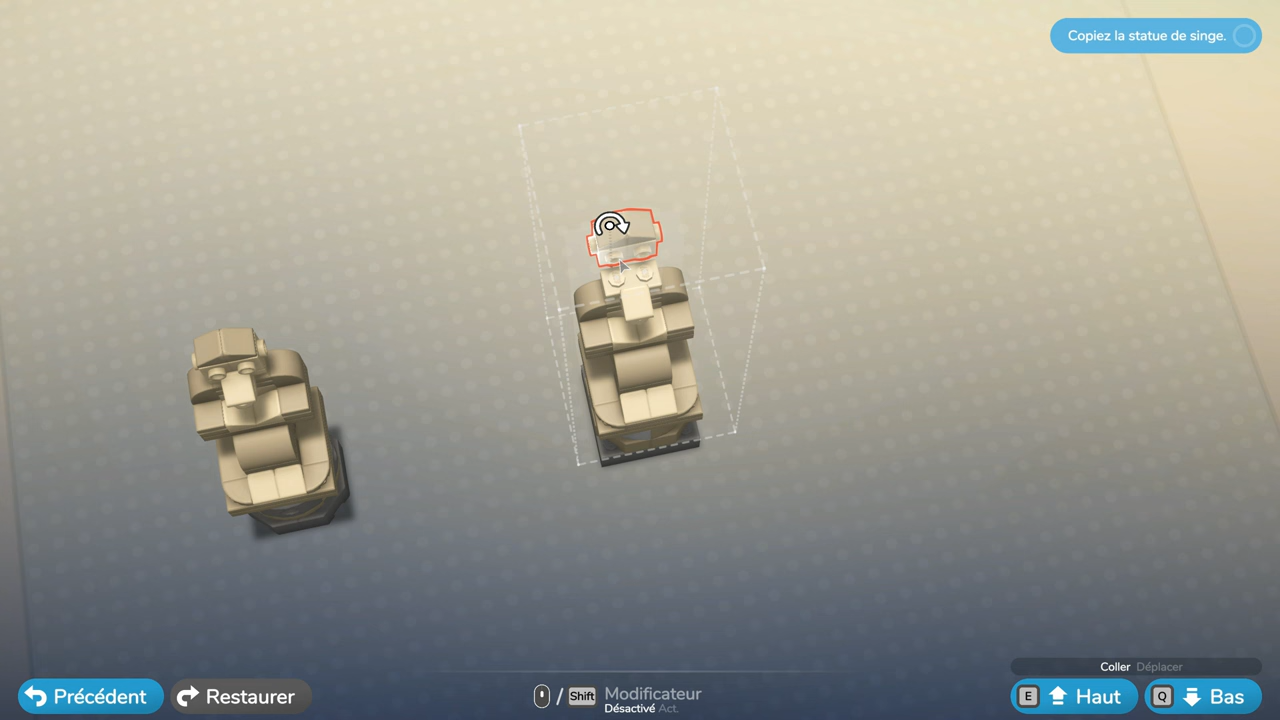 Copiez la statue de singe.
Précédent
Restaurer
/ Shift Modificateur
Désactivé Act.
Coller Déplacer
E Haut
Q Bas